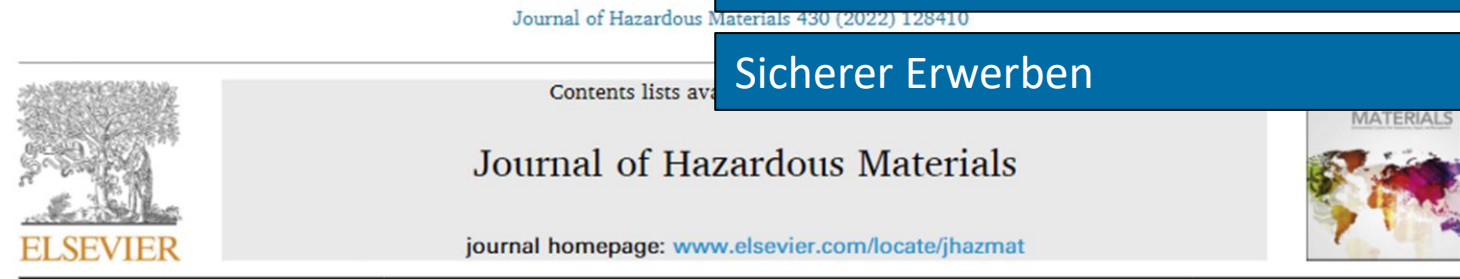 Journal of Hazardous Materials 430 (2022) 128410
Sicherer Erwerben
Contents lists ava
MATERIALS
Journal of Hazardous Materials
ELSEVIER
journal homepage: www.elsevier.com/locate/jhazmat